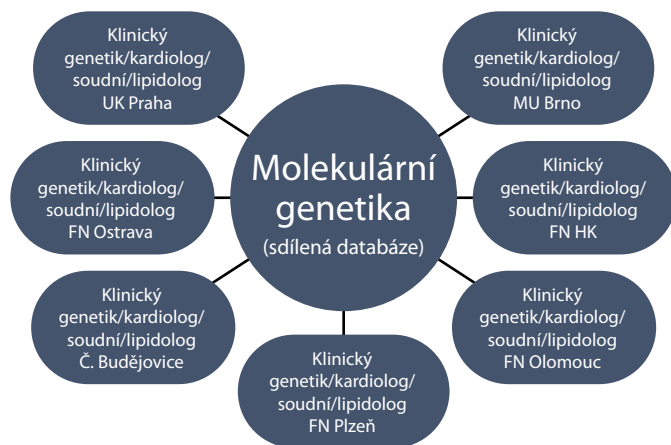 Klinický
genetik/kardiolog/
soudní/lipidolog
UK Praha
Klinický
genetik/kardiolog/
soudní/lipidolog
MU Brno
Molekulární
genetika
(sdílená databáze)
Klinický
genetik/kardiolog/
soudní/lipidolog
FN Ostrava
Klinický
genetik/kardiolog/
soudní/lipidolog
FN HK
Klinický
genetik/kardiolog/
soudní/lipidolog
Č. Budějovice
Klinický
genetik/kardiolog/
soudní/lipidolog
FN Olomouc
Klinický
genetik/kardiolog/
soudní/lipidolog
FN Plzeň